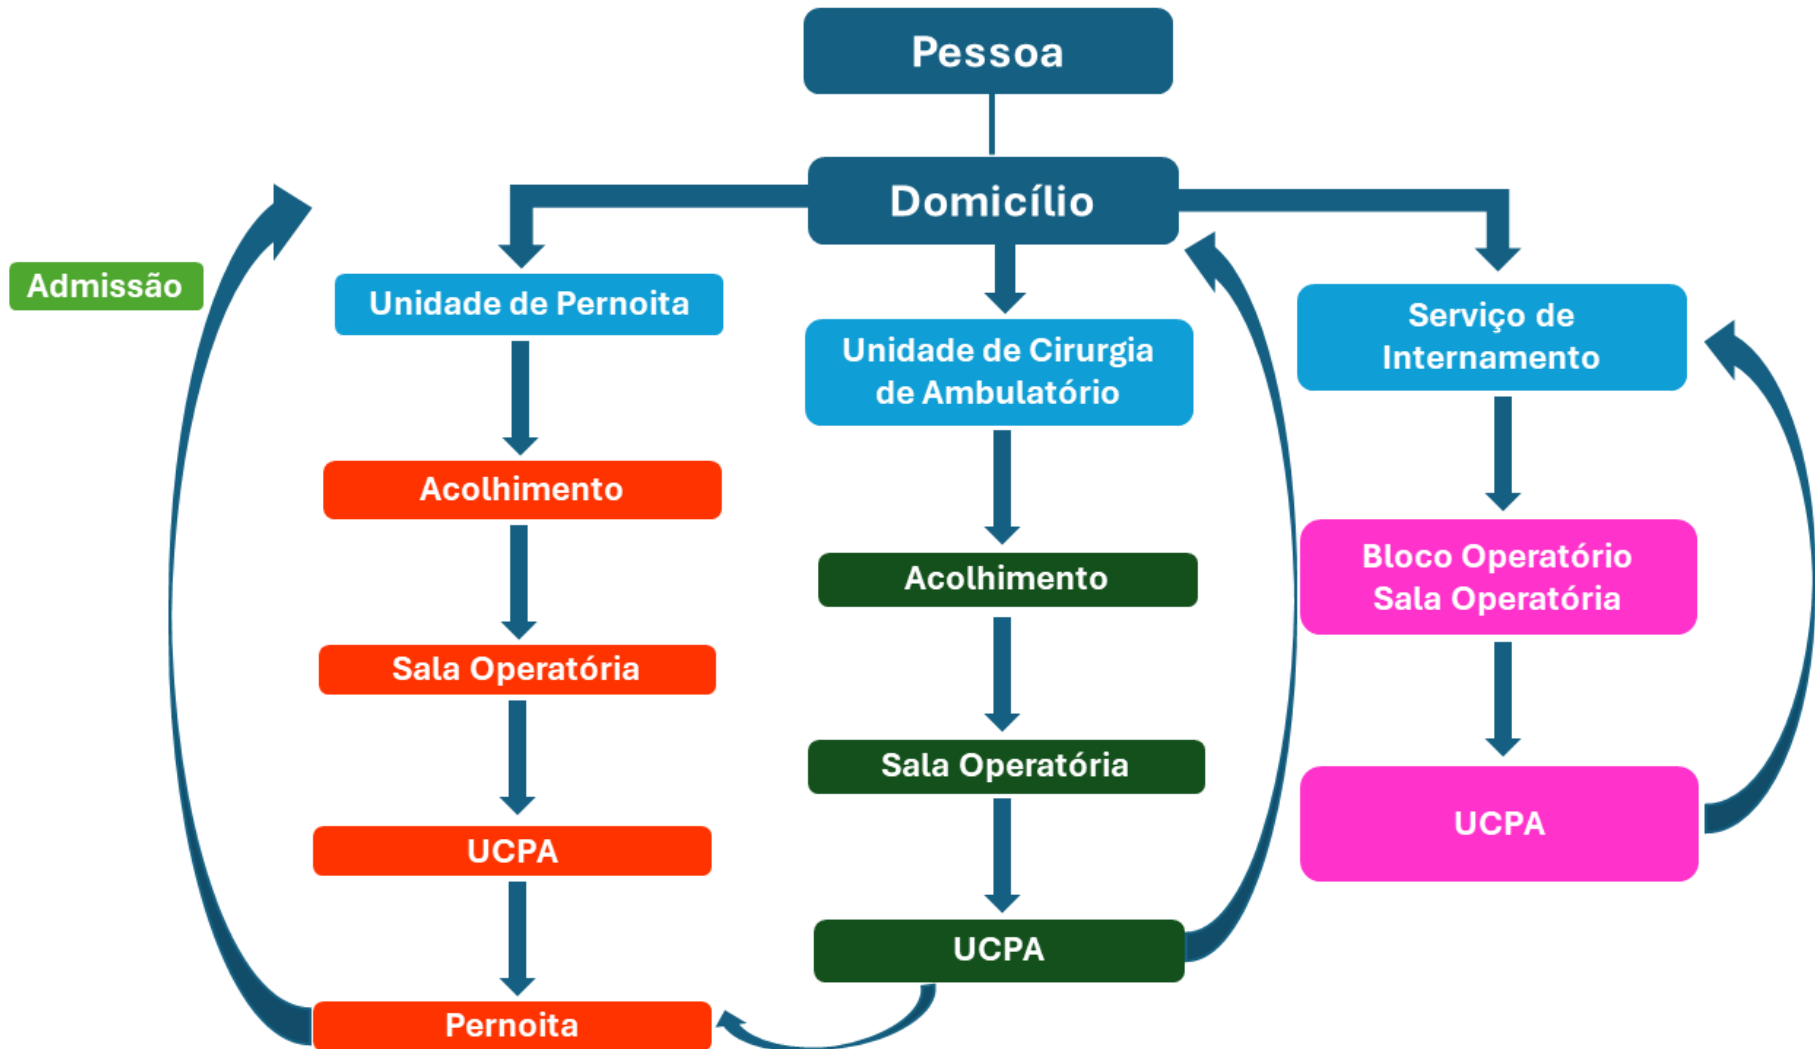 Pessoa
Domicílio
Admissão
Unidade de Pernoita
Acolhimento
Sala Operatória
UCPA
Pernoita
Unidade de Cirurgia
de Ambulatório
Acolhimento
Sala Operatória
UCPA
Serviço de
Internamento
Bloco Operatório
Sala Operatória
UCPA